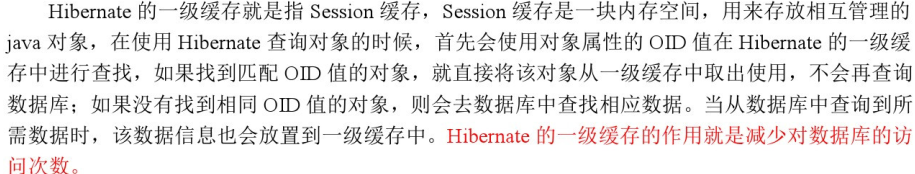 Hibernate 的一级缓存就是指 Session 缓存，Session 缓存是一块内存空间，用来存放相互管理的
java 对象，在使用 Hibernate 查询对象的时候，首先会使用对象属性的 OID 值在 Hibernate 的一级缓
存中进行查找，如果找到匹配 OID 值的对象，就直接将该对象从一级缓存中取出使用，不会再查询
数据库；如果没有找到相同 OID 值的对象，则会去数据库中查找相应数据。当从数据库中查询到所
需数据时，该数据信息也会放置到一级缓存中。Hibernate 的一级缓存的作用就是减少对数据库的访
问次数。